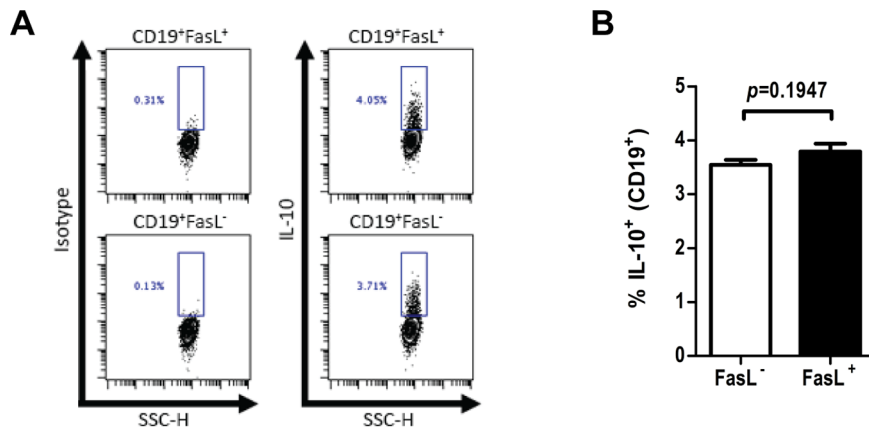 A
CD19⁺FasL⁺
0.31%
CD19⁺FasL⁺
4.05%
Isotype
IL-10
CD19⁺FasL⁻
0.13%
CD19⁺FasL⁻
3.71%
SSC-H
SSC-H
B
p=0.1947
% IL-10⁺ (CD19⁺)
5
4
3
2
1
0
FasL⁻
FasL⁺